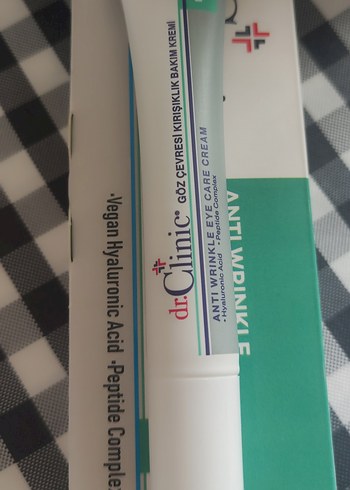 dr.Clinic®
GÖZ ÇEVRESİ KIRIŞIKLIK BAKIM KREMİ
ANTI WRINKLE EYE CARE CREAM
• Hyaluronic Acid • Peptide Complex
ANTI WRINKLE
•Vegan Hyaluronic Acid •Peptide Complex